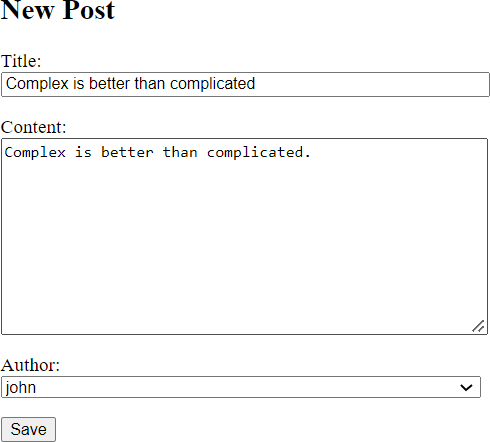 New Post
Title:
Complex is better than complicated
Content:
Complex is better than complicated.
Author:
john
Save